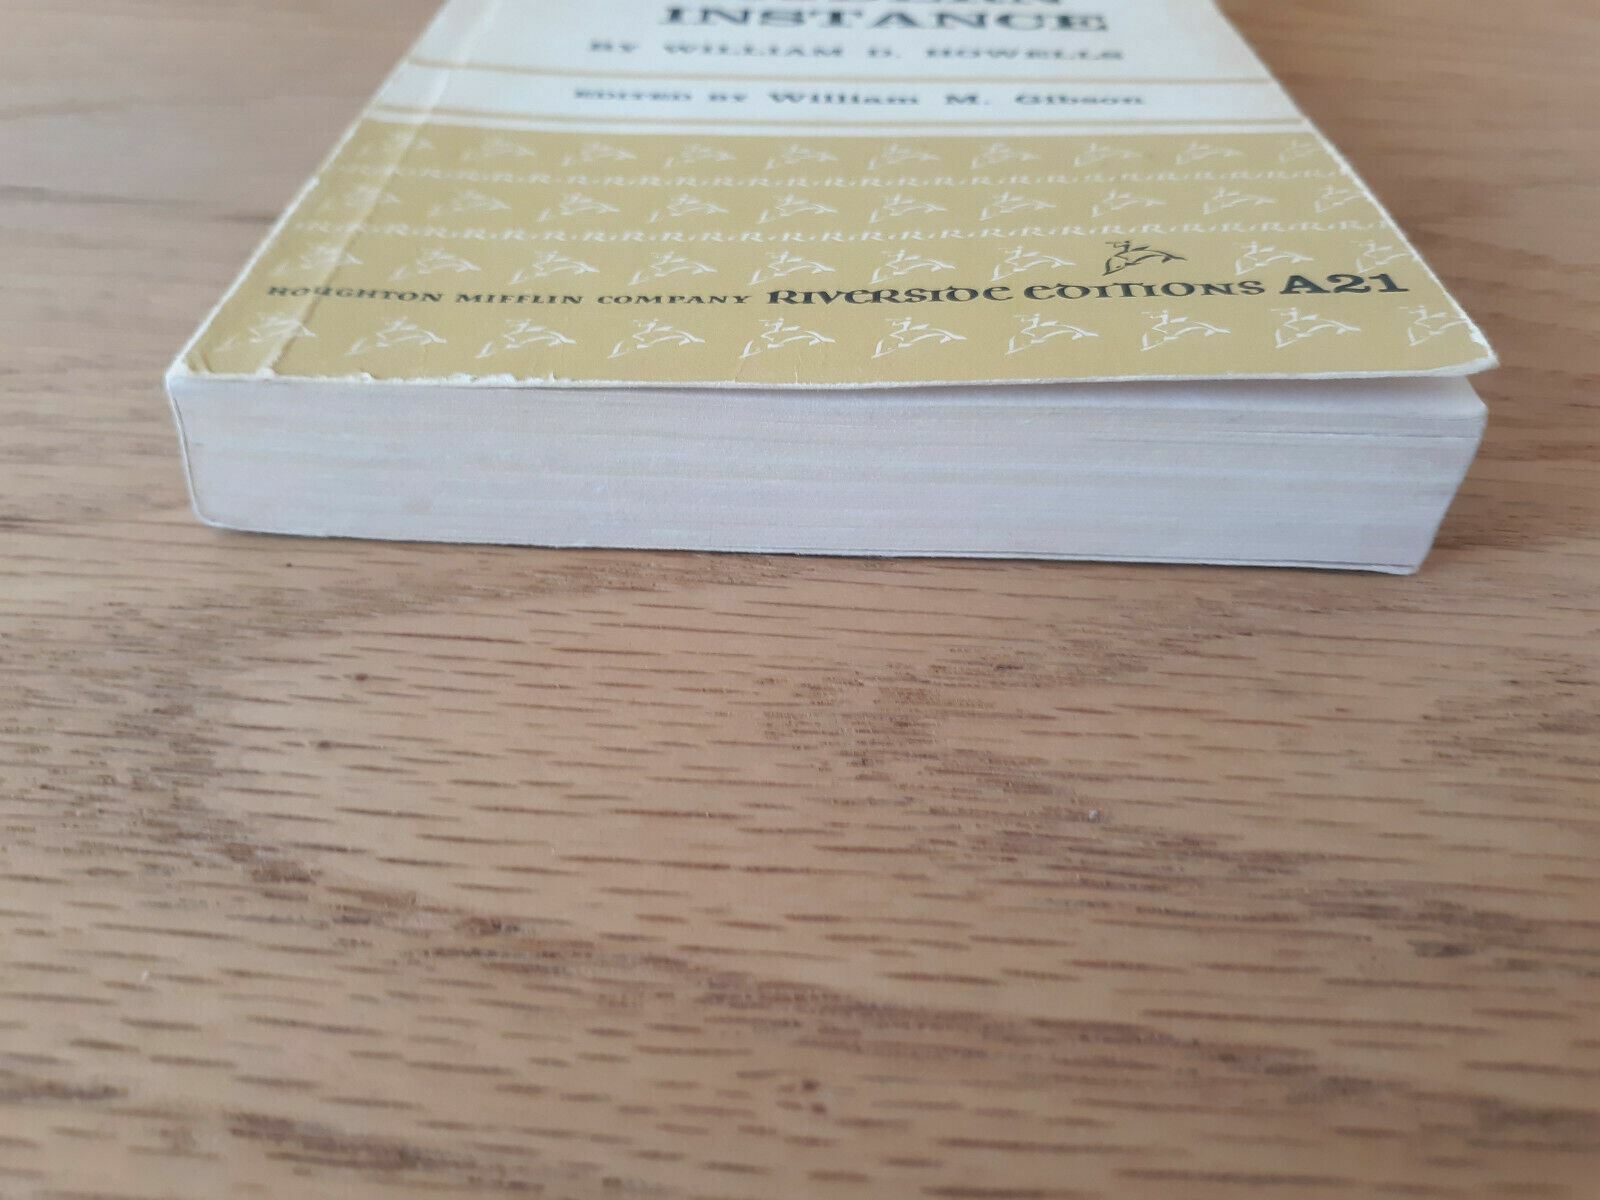 INSTANCE
BY WILLIAM D. HOWELLS
EDITED BY William M. Gibson
HOUGHTON MIFFLIN COMPANY RIVERSIDE EDITIONS A21